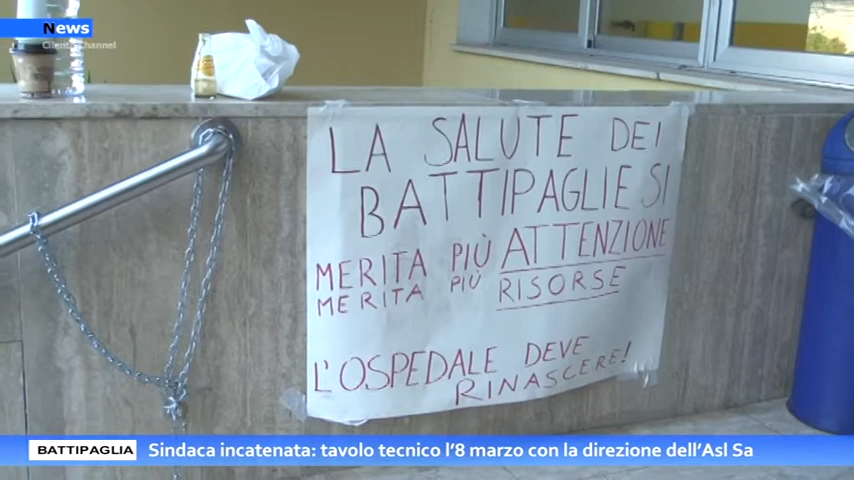 News
Cilento Channel
LA SALUTE DEI
BATTIPAGLIESI
MERITA PIÙ ATTENZIONE
MERITA PIÙ RISORSE
L'OSPEDALE DEVE
RINASCERE!
BATTIPAGLIA Sindaca incatenata: tavolo tecnico l'8 marzo con la direzione dell'Asl Sa